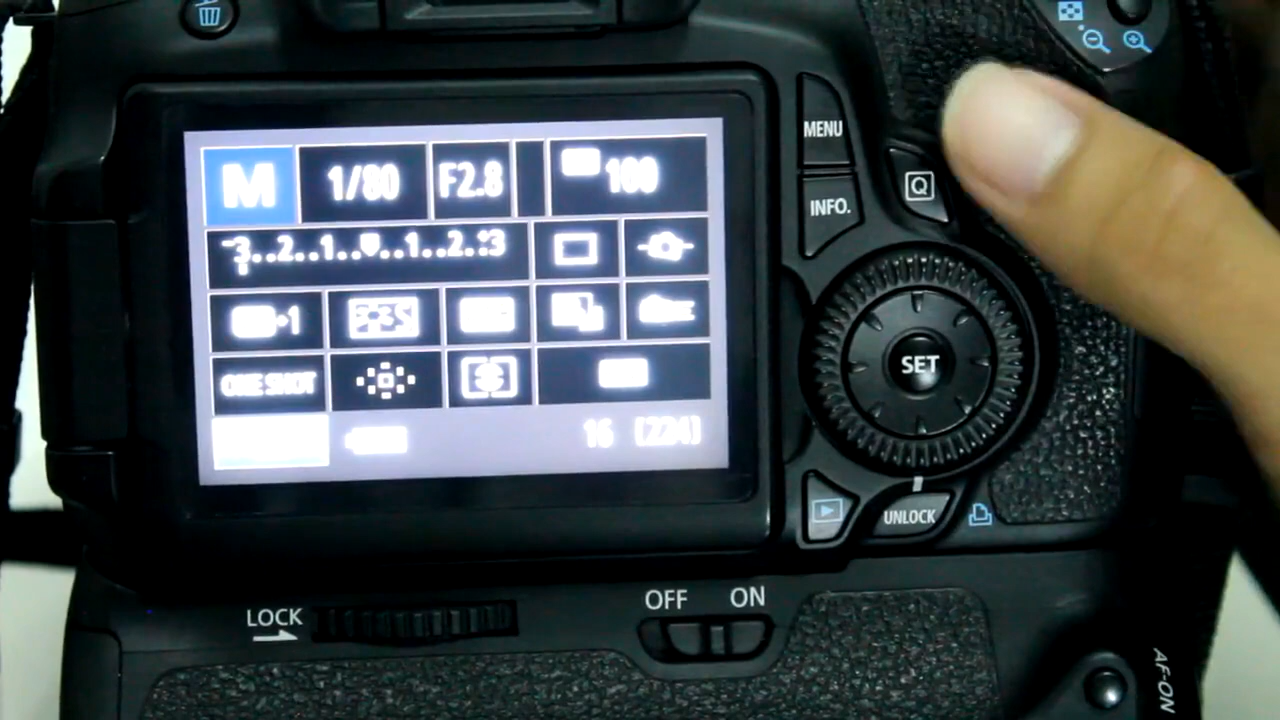 M 1/80 F2.8 100
-3..2..1..▼..1..2..:3
+1
ONE SHOT
16 [224]
MENU
INFO.
Q
SET
UNLOCK
LOCK
OFF ON
AF-ON